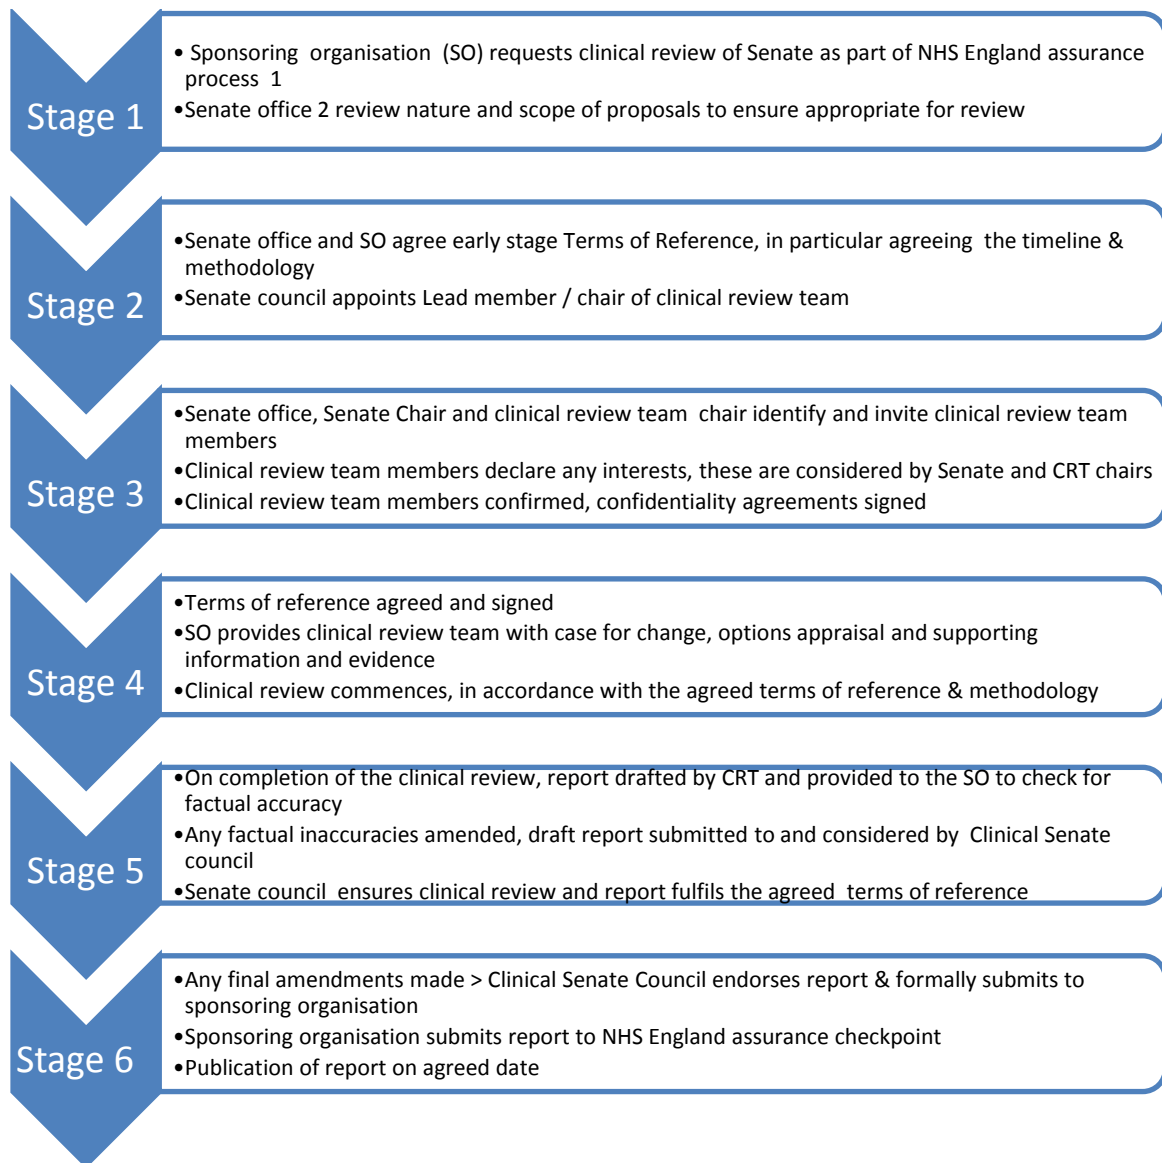 Stage 1
• Sponsoring organisation (SO) requests clinical review of Senate as part of NHS England assurance
process 1
•Senate office 2 review nature and scope of proposals to ensure appropriate for review
Stage 2
•Senate office and SO agree early stage Terms of Reference, in particular agreeing the timeline &
methodology
•Senate council appoints Lead member / chair of clinical review team
Stage 3
•Senate office, Senate Chair and clinical review team chair identify and invite clinical review team
members
•Clinical review team members declare any interests, these are considered by Senate and CRT chairs
•Clinical review team members confirmed, confidentiality agreements signed
Stage 4
•Terms of reference agreed and signed
•SO provides clinical review team with case for change, options appraisal and supporting
information and evidence
•Clinical review commences, in accordance with the agreed terms of reference & methodology
Stage 5
•On completion of the clinical review, report drafted by CRT and provided to the SO to check for
factual accuracy
•Any factual inaccuracies amended, draft report submitted to and considered by Clinical Senate
council
•Senate council ensures clinical review and report fulfils the agreed terms of reference
Stage 6
•Any final amendments made > Clinical Senate Council endorses report & formally submits to
sponsoring organisation
•Sponsoring organisation submits report to NHS England assurance checkpoint
•Publication of report on agreed date